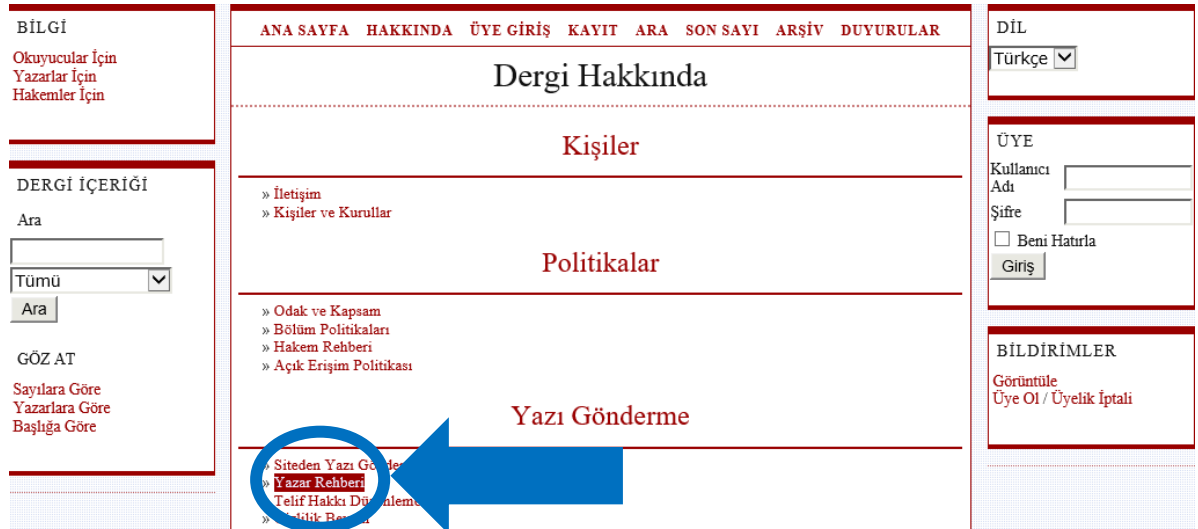 BİLGİ
Okuyucular İçin
Yazarlar İçin
Hakemler İçin
DERGİ İÇERİĞİ
Ara
Tümü
Ara
GÖZ AT
Sayılara Göre
Yazarlara Göre
Başlığa Göre
ANA SAYFA HAKKINDA ÜYE GİRİŞ KAYIT ARA SON SAYI ARŞİV DUYURULAR
Dergi Hakkında
Kişiler
» İletişim
» Kişiler ve Kurullar
Politikalar
» Odak ve Kapsam
» Bölüm Politikaları
» Hakem Rehberi
» Açık Erişim Politikası
Yazı Gönderme
» Siteden Yazı
» Yazar Rehberi
Telif Hakkı
DİL
Türkçe
ÜYE
Kullanıcı
Adı
Şifre
Beni Hatırla
Giriş
BİLDİRİMLER
Görüntüle
Üye Ol / Üyelik İptali